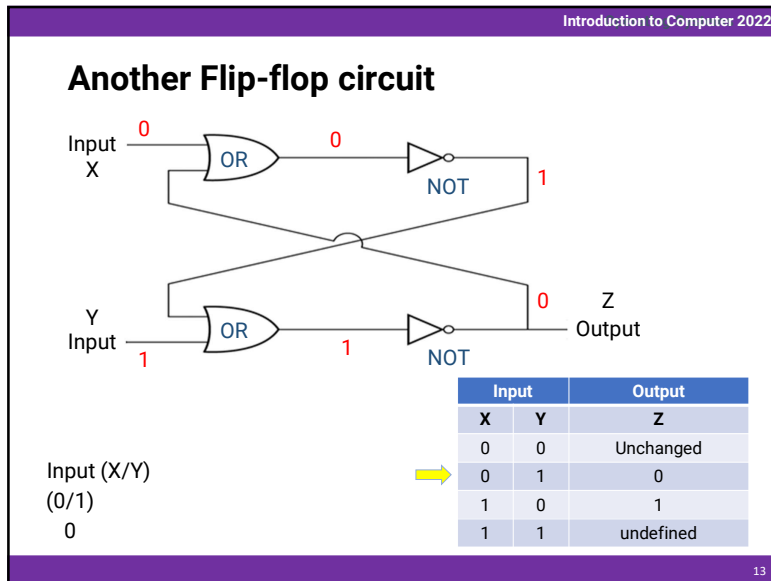 Introduction to Computer 2022
Another Flip-flop circuit
Input
X
0
OR
0
NOT
1
Y
Input
1
OR
1
NOT
0
Z
Output
Input Output
X Y Z
0 0 Unchanged
0 1 0
1 0 1
1 1 undefined
Input (X/Y)
(0/1)
0
13